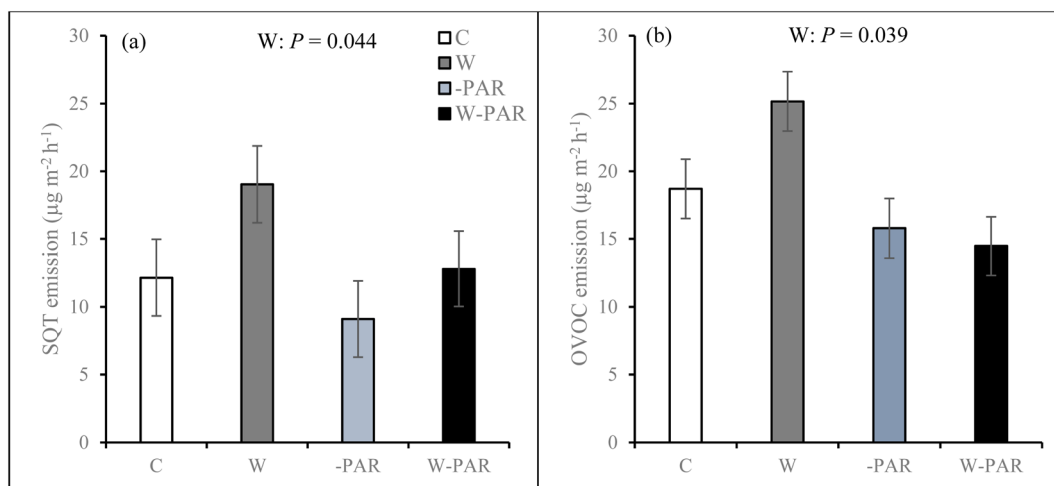 (a)
W: P = 0.044
C
W
-PAR
W-PAR
SQT emission (µg m-2 h-1)
30
25
20
15
10
5
0
C W -PAR W-PAR
(b)
W: P = 0.039
OVOC emission (µg m-2 h-1)
30
25
20
15
10
5
0
C W -PAR W-PAR